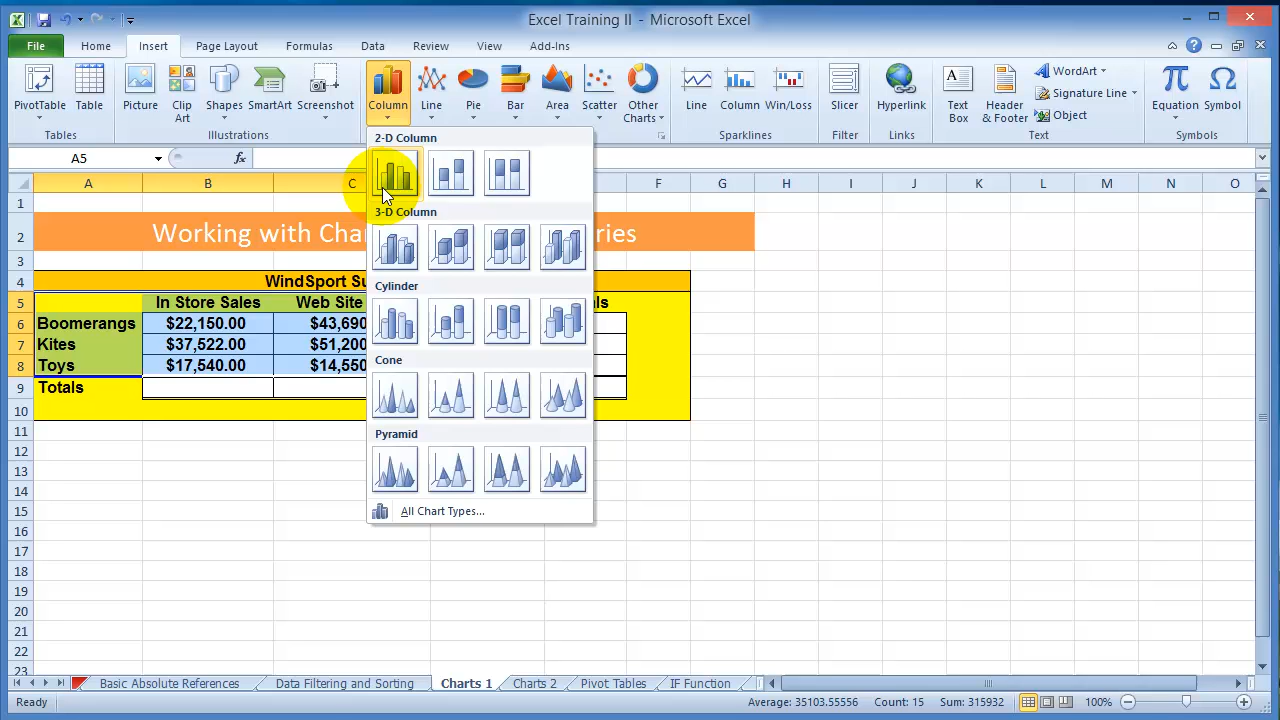 Excel Training II - Microsoft Excel
File Home Insert Page Layout Formulas Data Review View Add-Ins
PivotTable Table Picture Clip Art Shapes SmartArt Screenshot Column Line Pie Bar Area Scatter Other Charts Line Column Win/Loss Slicer Hyperlink Text Box Header & Footer WordArt Signature Line Object Equation Symbol
Tables Illustrations Sparklines Filter Links Text Symbols
A5 fx
2-D Column
A B C F G H I J K L M N O
3-D Column
1
2 Working with Char ries
3
Cylinder
4 WindSport Su
5 In Store Sales Web Site ls
6 Boomerangs $22,150.00 $43,690
7 Kites $37,522.00 $51,200
Cone
8 Toys $17,540.00 $14,550
9 Totals
10
Pyramid
11
12
13
14
All Chart Types...
15
16
17
18
19
20
21
22
23
Basic Absolute References Data Filtering and Sorting Charts 1 Charts 2 Pivot Tables IF Function
Ready Average: 35103.55556 Count: 15 Sum: 315932 100%